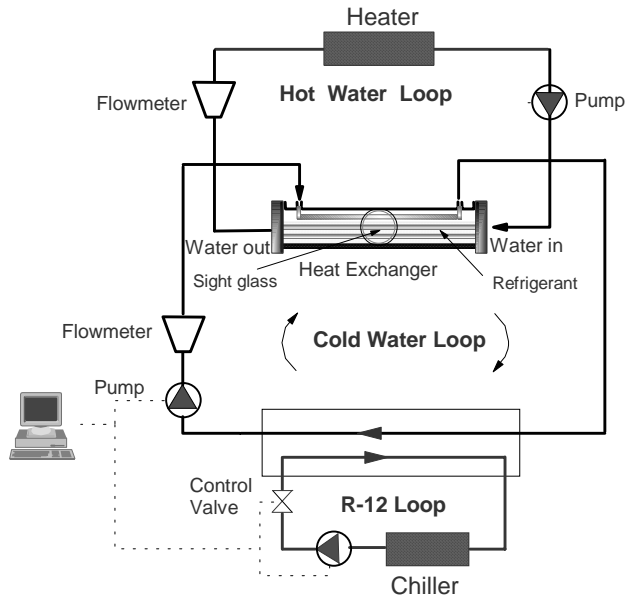 Heater
Flowmeter
Hot Water Loop
Pump
Water out
Water in
Sight glass
Heat Exchanger
Refrigerant
Flowmeter
Cold Water Loop
Pump
Control
Valve
R-12 Loop
Chiller